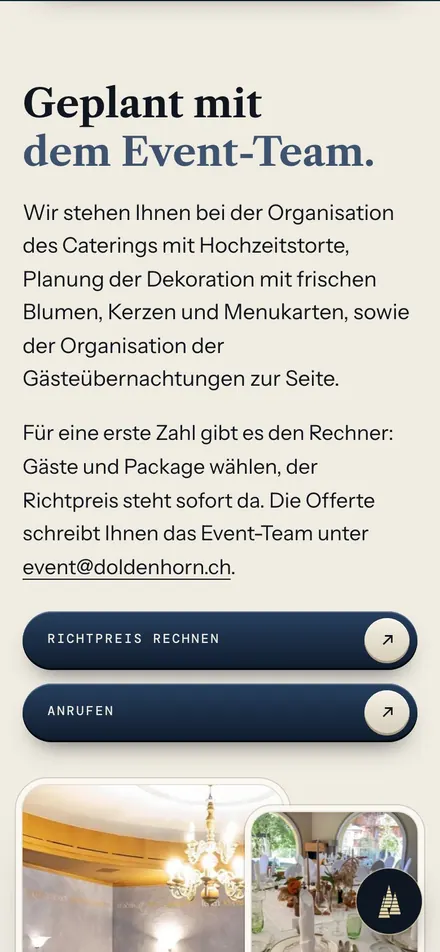 Geplant mit
dem Event-Team.
Wir stehen Ihnen bei der Organisation
des Caterings mit Hochzeitstorte,
Planung der Dekoration mit frischen
Blumen, Kerzen und Menukarten, sowie
der Organisation der
Gästeübernachtungen zur Seite.
Für eine erste Zahl gibt es den Rechner:
Gäste und Package wählen, der
Richtpreis steht sofort da. Die Offerte
schreibt Ihnen das Event-Team unter
event@doldenhorn.ch.
RICHTPREIS RECHNEN
ANRUFEN